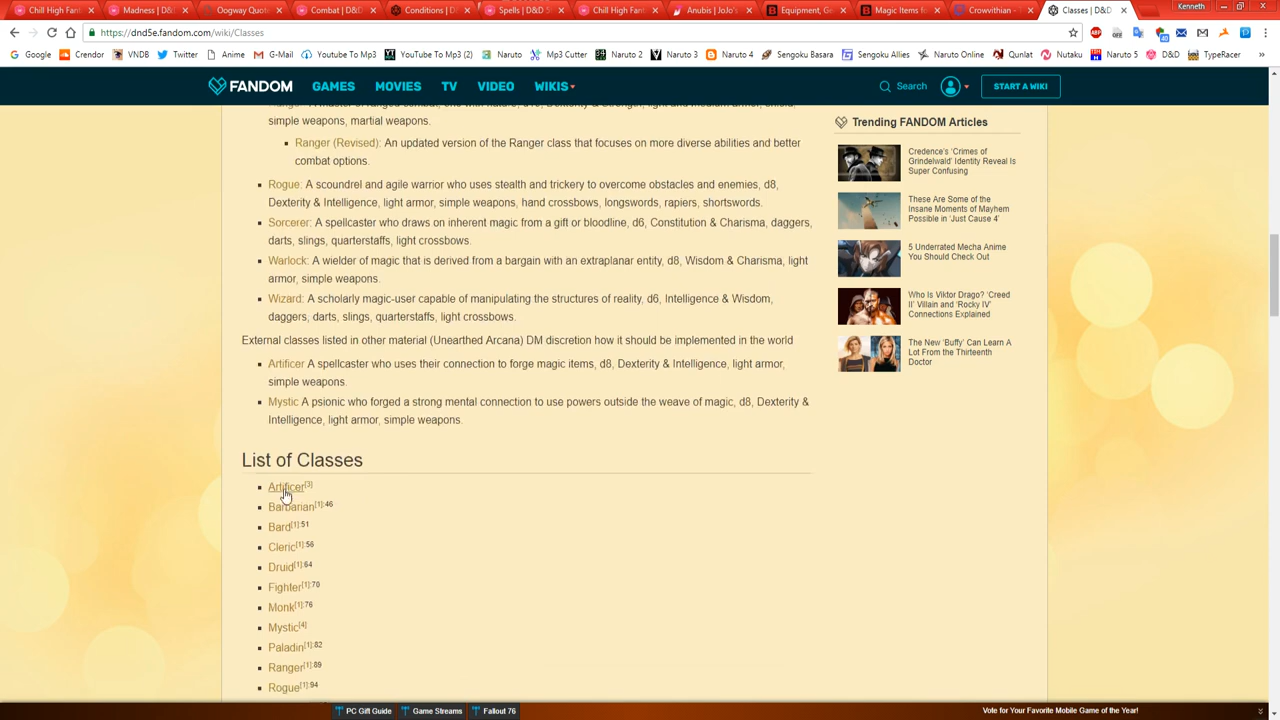 Chill High Fant
Madness | D&
Oogway Quot
Combat | D&D
Conditions | D
Spells | D&D 5
Chill High Fant
Anubis | JoJo's
Equipment, Ge
Magic Items fo
Crowvithian -
Classes | D&D
Kenneth
https://dnd5e.fandom.com/wiki/Classes
Google Crendor VNDB Twitter Anime G-Mail YouTube To MP3 YouTube To MP3 (2) Naruto Mp3 Cutter Naruto 2 Naruto 3 Sengoku Basara Sengoku Allies Naruto Online Qunlat Nutaku Naruto 5 D&D TypeRacer »
FANDOM GAMES MOVIES TV VIDEO WIKIS Search START A WIKI
simple weapons, martial weapons.
Ranger (Revised): An updated version of the Ranger class that focuses on more diverse abilities and better
combat options.
Rogue: A scoundrel and agile warrior who uses stealth and trickery to overcome obstacles and enemies, d8,
Dexterity & Intelligence, light armor, simple weapons, hand crossbows, longswords, rapiers, shortswords.
Sorcerer: A spellcaster who draws on inherent magic from a gift or bloodline, d6, Constitution & Charisma, daggers,
darts, slings, quarterstaffs, light crossbows.
Warlock: A wielder of magic that is derived from a bargain with an extraplanar entity, d8, Wisdom & Charisma, light
armor, simple weapons.
Wizard: A scholarly magic-user capable of manipulating the structures of reality, d6, Intelligence & Wisdom,
daggers, darts, slings, quarterstaffs, light crossbows.
External classes listed in other material (Unearthed Arcana) DM discretion how it should be implemented in the world
Artificer A spellcaster who uses their connection to forge magic items, d8, Dexterity & Intelligence, light armor,
simple weapons.
Mystic A psionic who forged a strong mental connection to use powers outside the weave of magic, d8, Dexterity &
Intelligence, light armor, simple weapons.
List of Classes
Artificer[3]
Barbarian[1]:46
Bard[1]:51
Cleric[1]:56
Druid[1]:64
Fighter[1]:70
Monk[1]:76
Mystic[4]
Paladin[1]:82
Ranger[1]:89
Rogue[1]:94
Trending FANDOM Articles
Credence's 'Crimes of
Grindelwald' Identity Reveal Is
Super Confusing
These Are Some of the
Insane Moments of Mayhem
Possible in 'Just Cause 4'
5 Underrated Mecha Anime
You Should Check Out
Who Is Viktor Drago? 'Creed
II' Villain and 'Rocky IV'
Connections Explained
The New 'Buffy' Can Learn A
Lot From the Thirteenth
Doctor
PC Gift Guide Game Streams Fallout 76 Vote for Your Favorite Mobile Game of the Year!